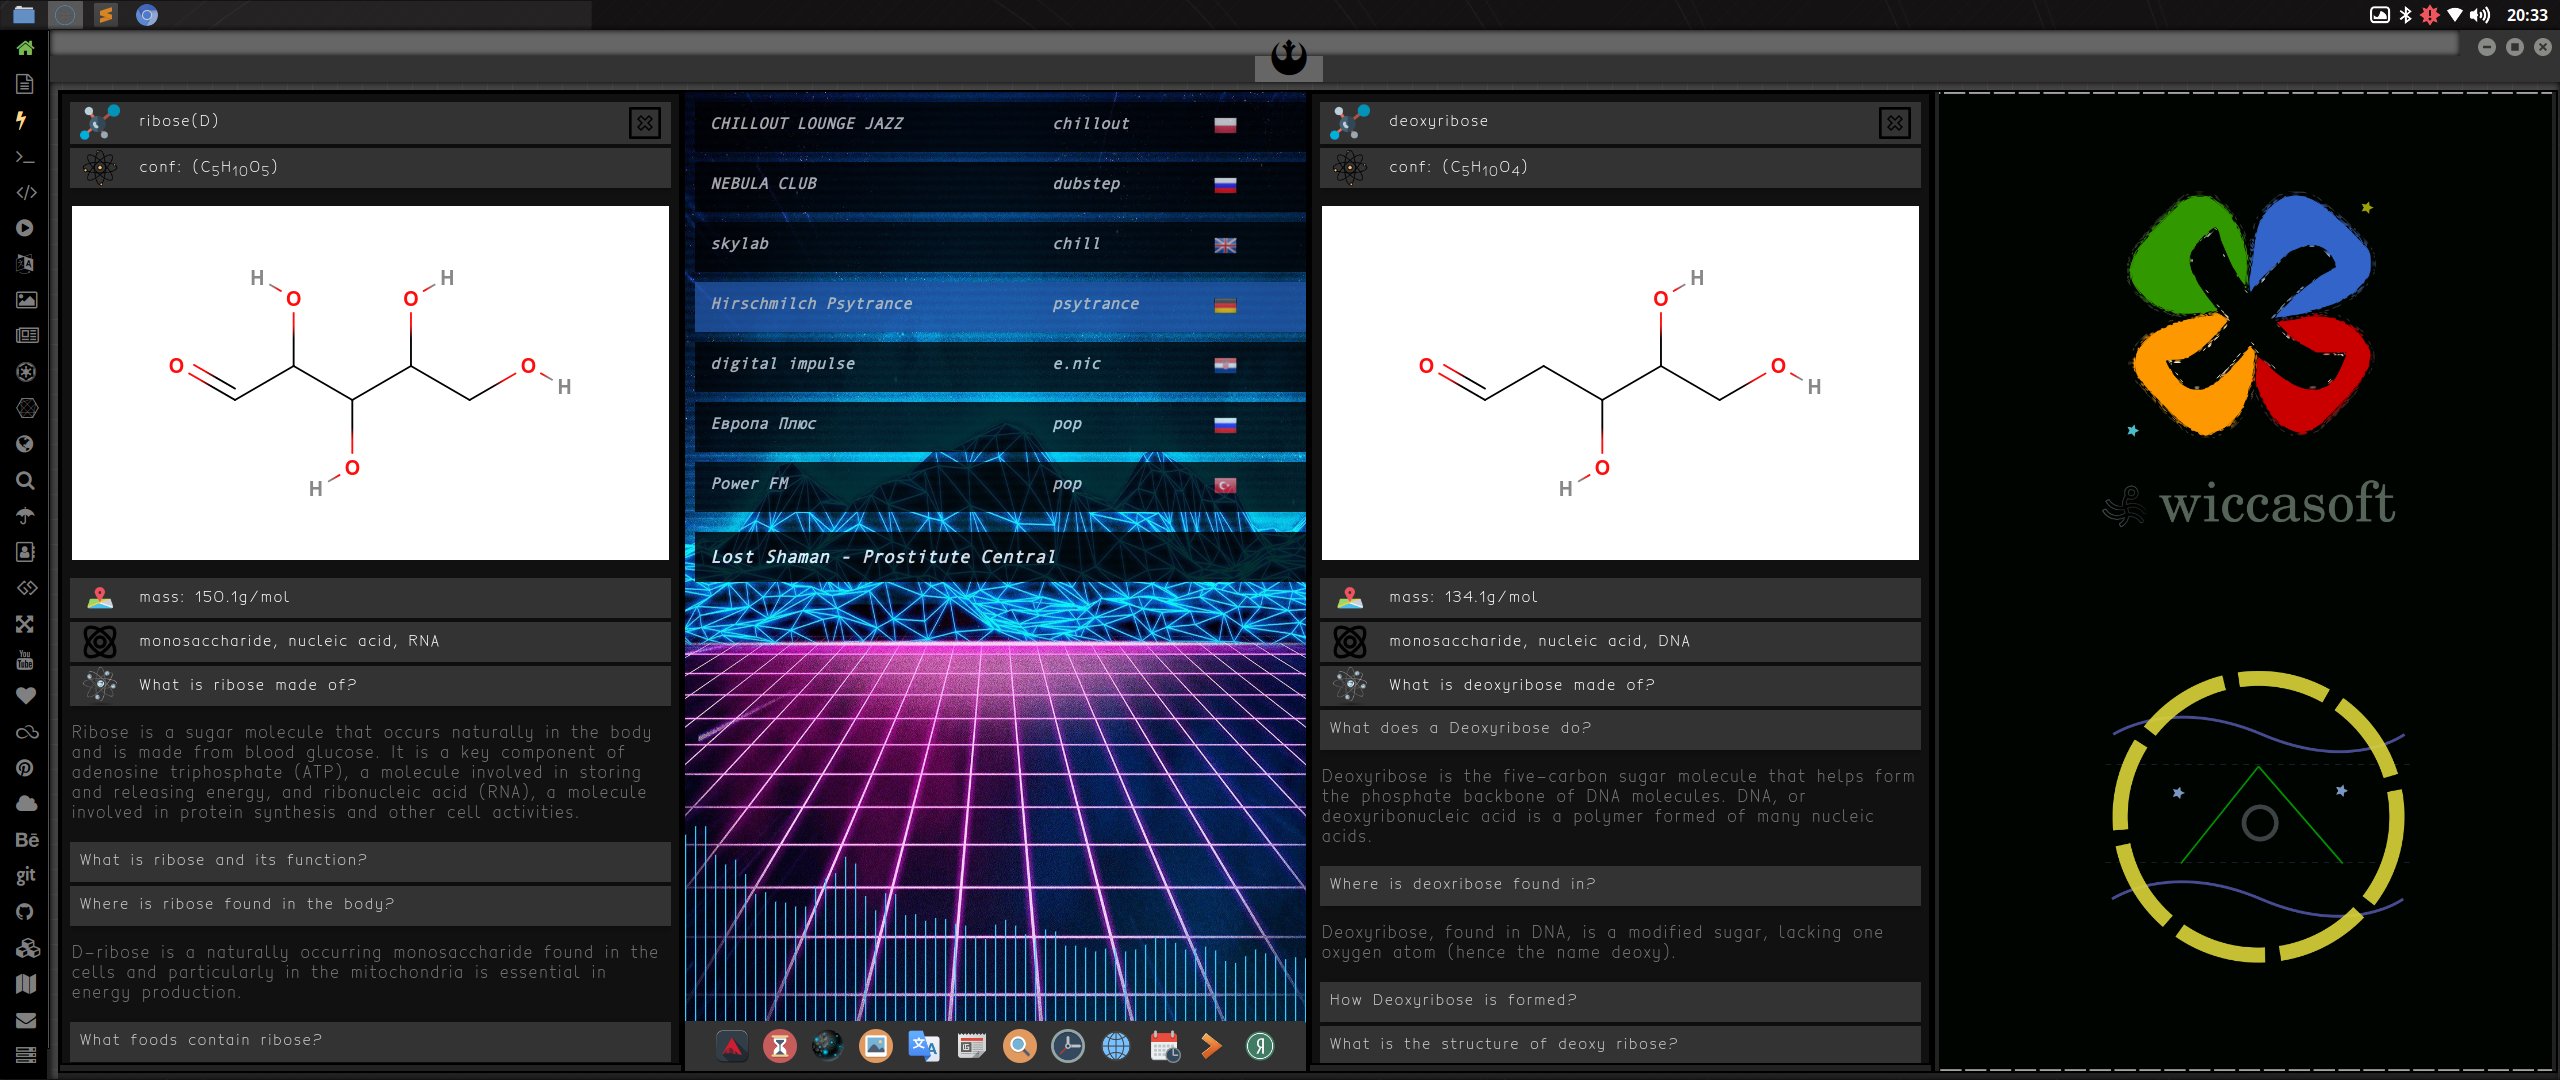 20:33
ribose(D)
conf: (C5H10O5)
H
H
O
O
O
O
H
O
H
mass: 150.1g/mol
monosaccharide, nucleic acid, RNA
What is ribose made of?
Ribose is a sugar molecule that occurs naturally in the body
and is made from blood glucose. It is a key component of
adenosine triphosphate (ATP), a molecule involved in storing
and releasing energy, and ribonucleic acid (RNA), a molecule
involved in protein synthesis and other cell activities.
What is ribose and its function?
Where is ribose found in the body?
D-ribose is a naturally occurring monosaccharide found in the
cells and particularly in the mitochondria is essential in
energy production.
What foods contain ribose?
CHILLOUT LOUNGE JAZZ chillout
NEBULA CLUB dubstep
skylab chill
Hirschmilch Psytrance psytrance
digital impulse e.nic
Европа Плюс pop
Power FM pop
Lost Shaman - Prostitute Central
deoxyribose
conf: (C5H10O4)
H
O
O
O
H
O
H
mass: 134.1g/mol
monosaccharide, nucleic acid, DNA
What is deoxyribose made of?
What does a Deoxyribose do?
Deoxyribose is the five-carbon sugar molecule that helps form
the phosphate backbone of DNA molecules. DNA, or
deoxyribonucleic acid is a polymer formed of many nucleic
acids.
Where is deoxribose found in?
Deoxyribose, found in DNA, is a modified sugar, lacking one
oxygen atom (hence the name deoxy).
How Deoxyribose is formed?
What is the structure of deoxy ribose?
wiccasoft
You
Tube
Bē
git
Я